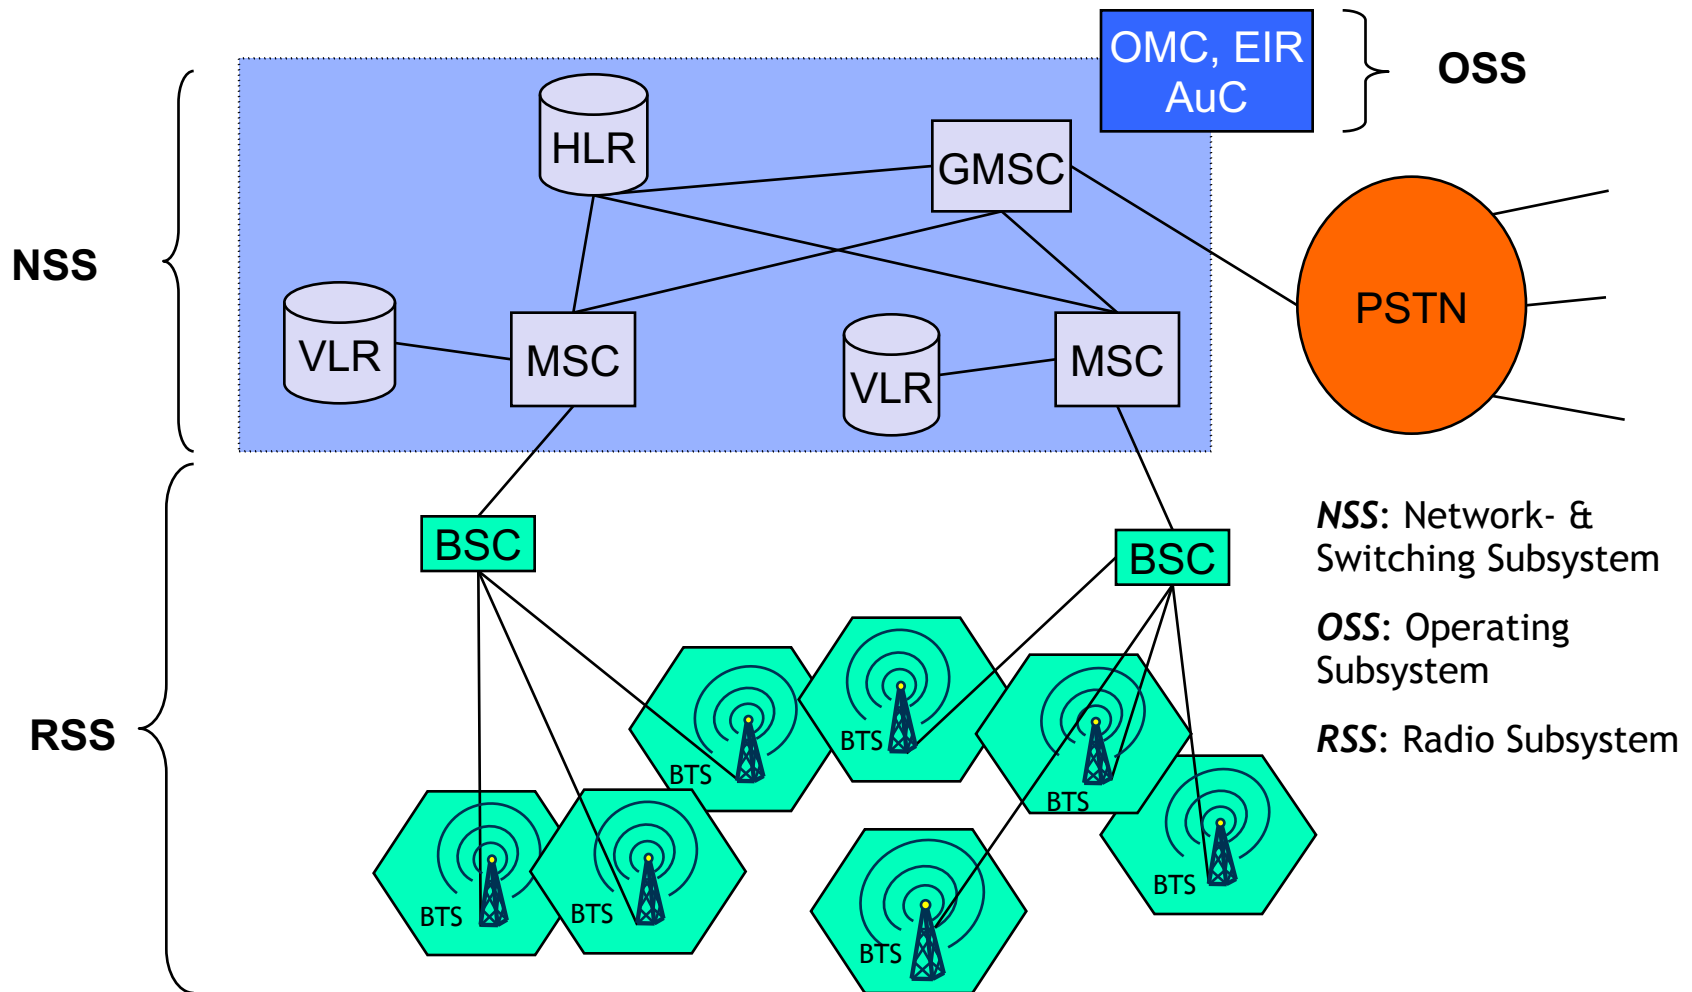 OMC, EIR
AuC
OSS
HLR
GMSC
NSS
PSTN
VLR
MSC
VLR
MSC
BSC
BSC
NSS: Network- &
Switching Subsystem
OSS: Operating
Subsystem
RSS: Radio Subsystem
RSS
BTS
BTS
BTS
BTS
BTS
BTS
BTS